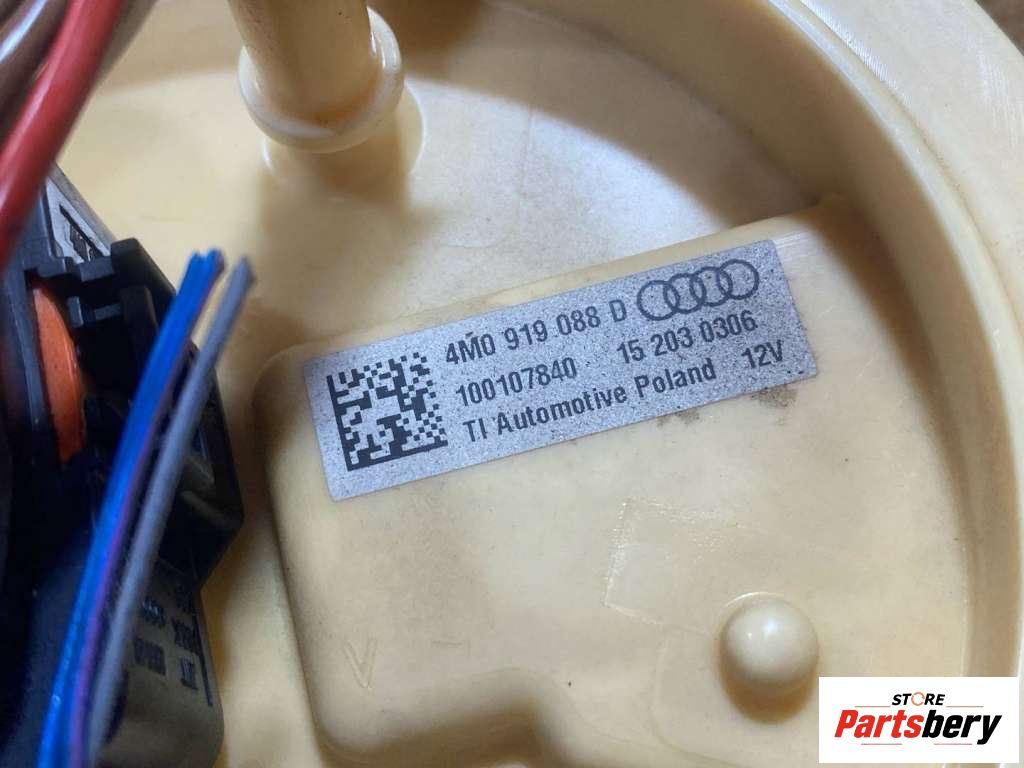 4M0 919 088 D
100107840 15 203 0306
TI Automotive Poland 12V
V
STORE
Partsbery